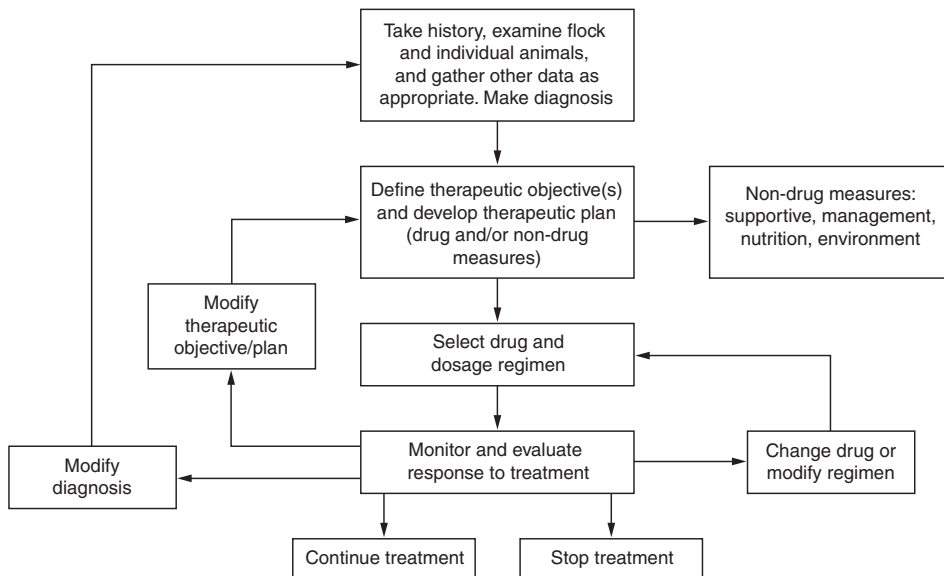 Take history, examine flock
and individual animals,
and gather other data as
appropriate. Make diagnosis
Define therapeutic objective(s)
and develop therapeutic plan
(drug and/or non-drug
measures)
Non-drug measures:
supportive, management,
nutrition, environment
Modify
therapeutic
objective/plan
Select drug and
dosage regimen
Monitor and evaluate
response to treatment
Change drug or
modify regimen
Modify
diagnosis
Continue treatment
Stop treatment